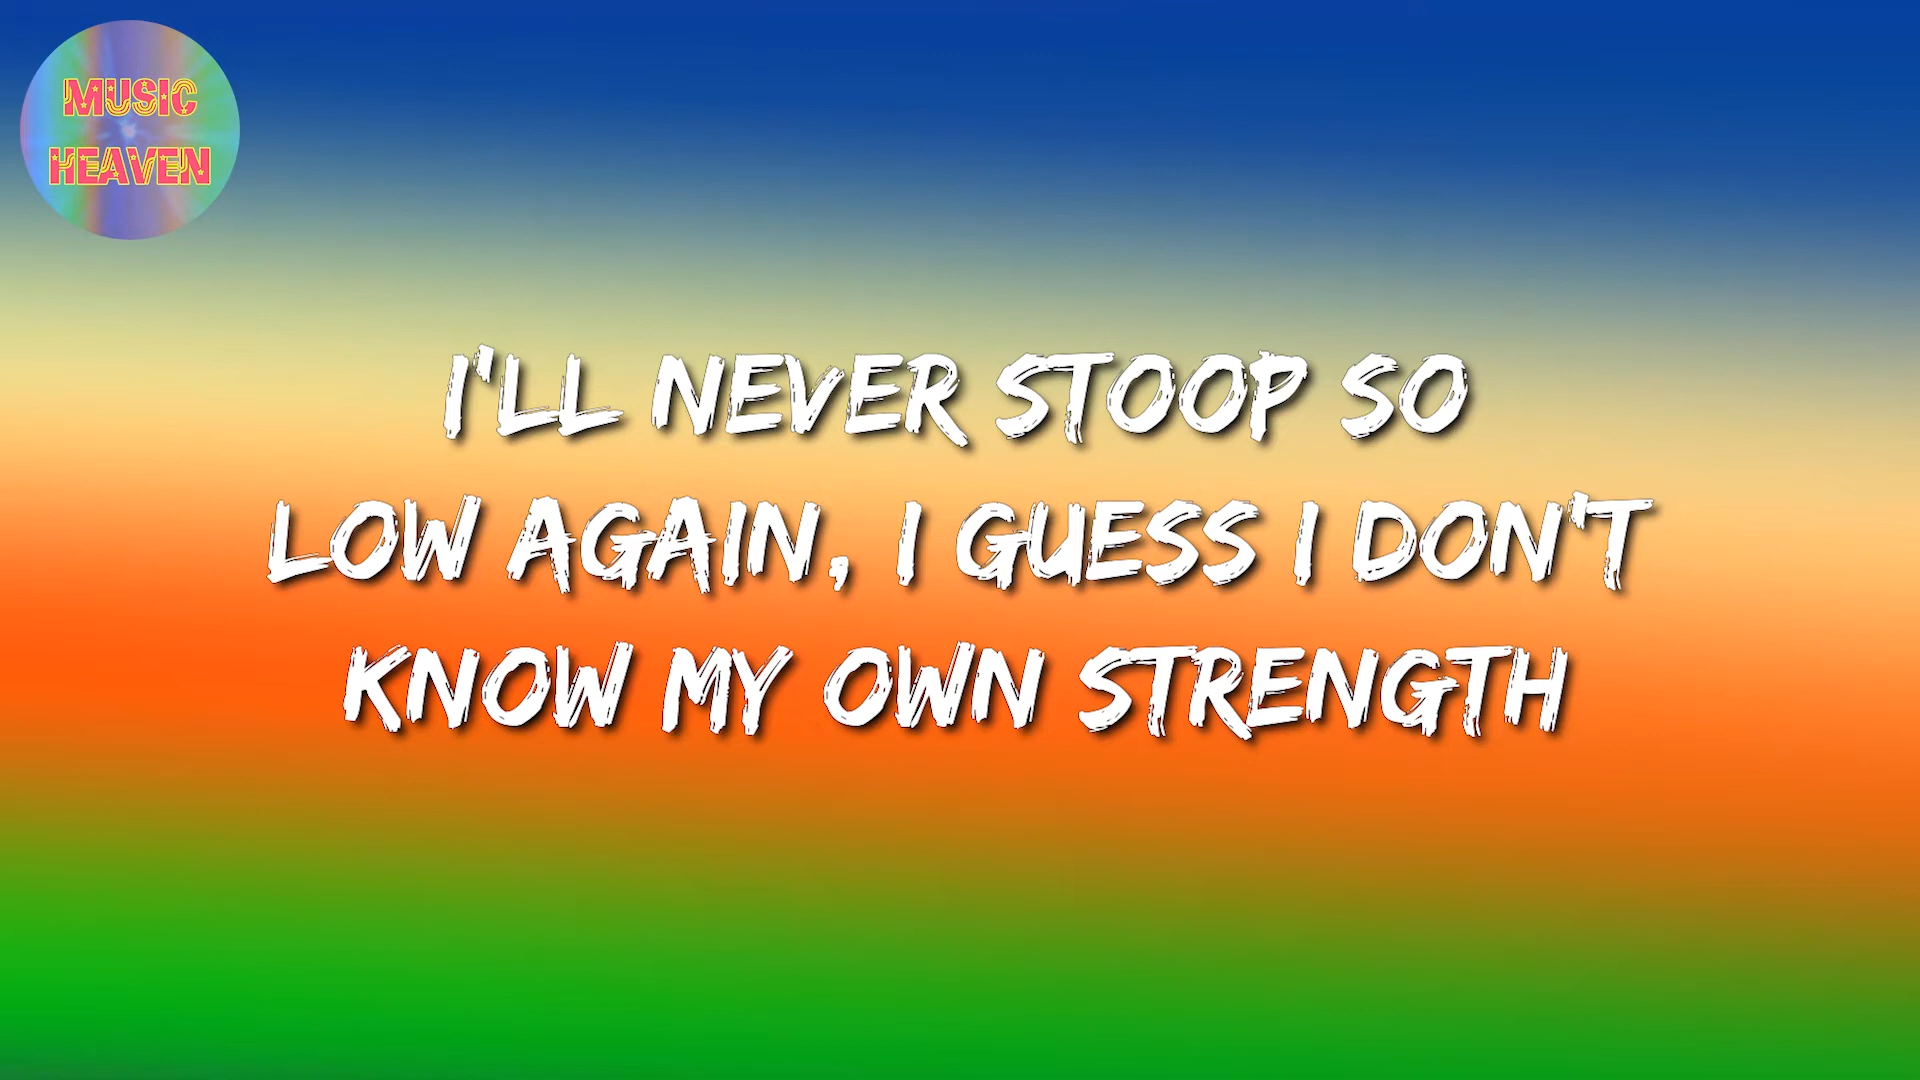 MUSIC
HEAVEN
I'LL NEVER STOOP SO
LOW AGAIN, I GUESS I DON'T
KNOW MY OWN STRENGTH